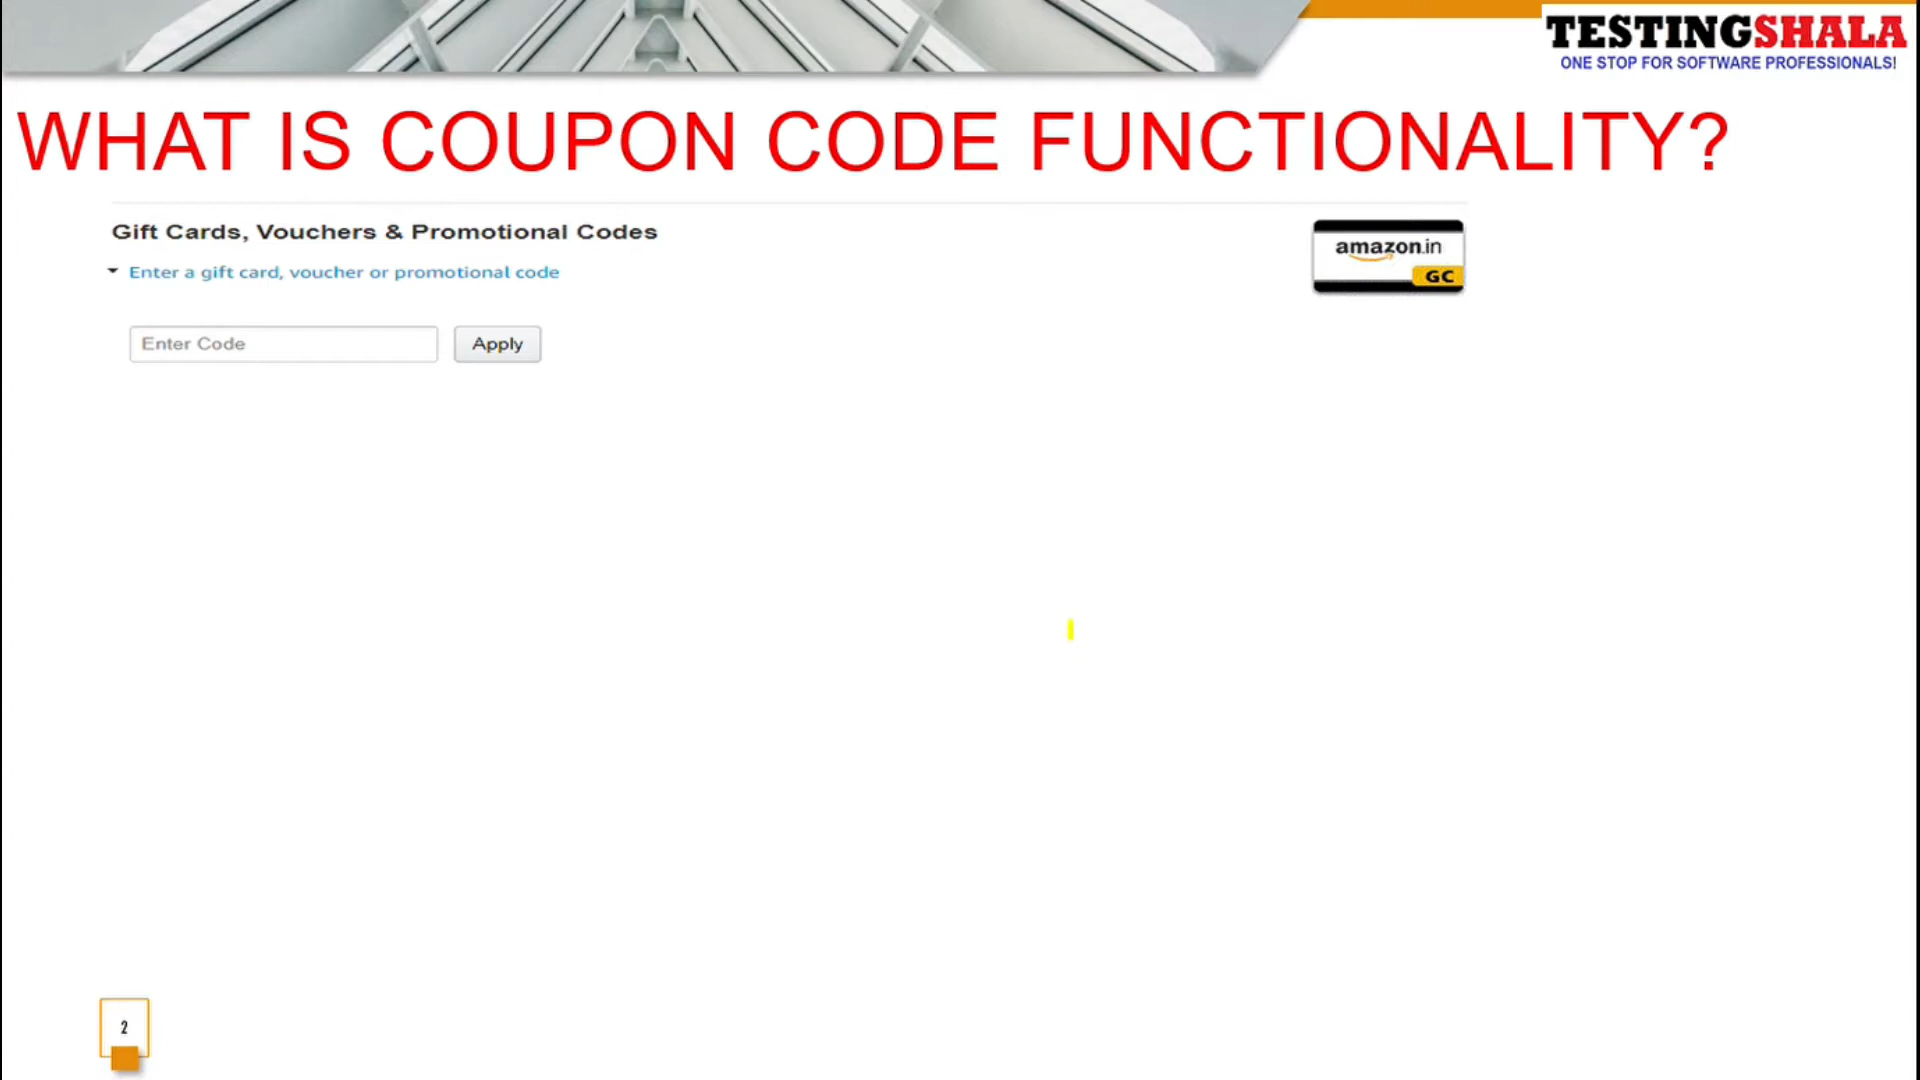 TESTINGSHALA
ONE STOP FOR SOFTWARE PROFESSIONALS!
WHAT IS COUPON CODE FUNCTIONALITY?
Gift Cards, Vouchers & Promotional Codes
Enter a gift card, voucher or promotional code
amazon.in
GC
Enter Code Apply
2